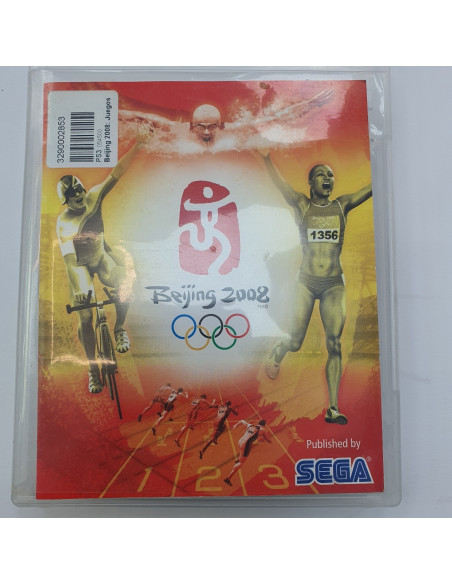 3290002853
PS3
Beijing 2008: Juegos
1356
Beijing 2008
1 2 3
Published by
SEGA